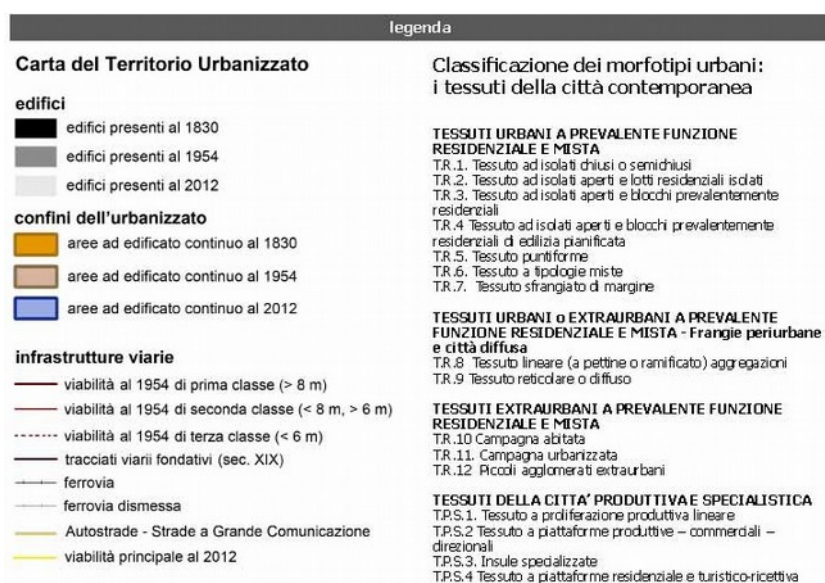 legenda
Carta del Territorio Urbanizzato
edifici
edifici presenti al 1830
edifici presenti al 1954
edifici presenti al 2012
confini dell'urbanizzato
aree ad edificato continuo al 1830
aree ad edificato continuo al 1954
aree ad edificato continuo al 2012
infrastrutture viarie
viabilità al 1954 di prima classe (> 8 m)
viabilità al 1954 di seconda classe (< 8 m, > 6 m)
viabilità al 1954 di terza classe (< 6 m)
tracciati viarii fondativi (sec. XIX)
ferrovia
ferrovia dismessa
Autostrade - Strade a Grande Comunicazione
viabilità principale al 2012
Classificazione dei morfotipi urbani:
i tessuti della città contemporanea
TESSUTI URBANI A PREVALENTE FUNZIONE
RESIDENZIALE E MISTA
T.R.1. Tessuto ad isolati chiusi o semichiusi
T.R.2. Tessuto ad isolati aperti e lotti residenziali isolati
T.R.3. Tessuto ad isolati aperti e blocchi prevalentemente
residenziali
T.R.4 Tessuto ad isolati aperti e blocchi prevalentemente
residenziali di edilizia pianificata
T.R.5. Tessuto puntiforme
T.R.6. Tessuto a tipologie miste
T.R.7. Tessuto sfrangiato di margine
TESSUTI URBANI o EXTRAURBANI A PREVALENTE
FUNZIONE RESIDENZIALE E MISTA - Frangie periurbane
e città diffusa
T.R.8 Tessuto lineare (a pettine o ramificato) aggregazioni
T.R.9 Tessuto reticolare o diffuso
TESSUTI EXTRAURBANI A PREVALENTE FUNZIONE
RESIDENZIALE E MISTA
T.R.10 Campagna abitata
T.R.11. Campagna urbanizzata
T.R.12 Piccoli agglomerati extraurbani
TESSUTI DELLA CITTA' PRODUTTIVA E SPECIALISTICA
T.P.S.1. Tessuto a proliferazione produttiva lineare
T.P.S.2 Tessuto a piattaforme produttive – commerciali –
direzionali
T.P.S.3. Insule specializzate
T.P.S.4 Tessuto a piattaforme residenziale e turistico-ricettiva